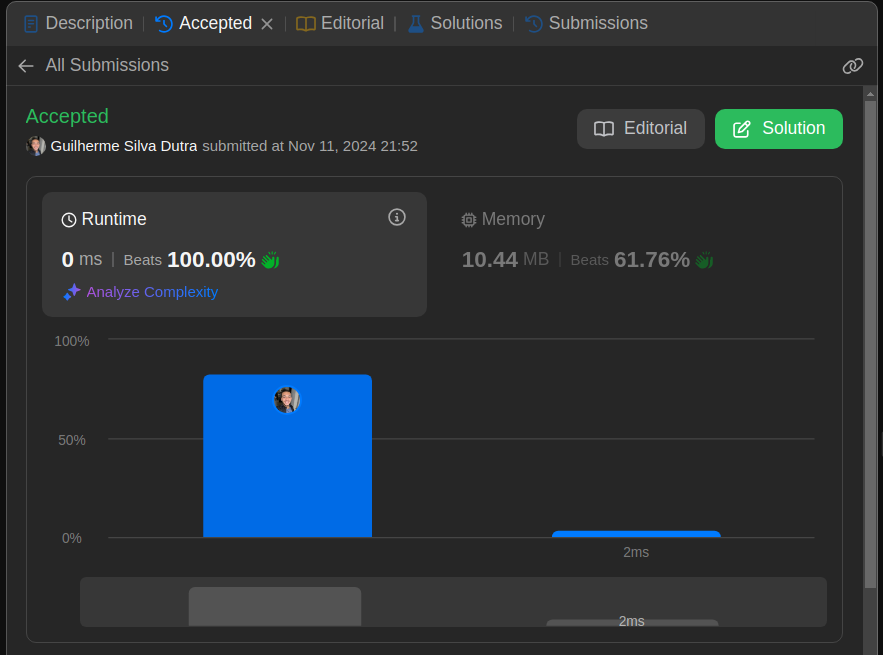 Description | Accepted | Editorial | Solutions | Submissions
All Submissions
Accepted
Guilherme Silva Dutra submitted at Nov 11, 2024 21:52
Editorial
Solution
Runtime
0 ms | Beats 100.00%
Analyze Complexity
Memory
10.44 MB | Beats 61.76%
100%
50%
0%
2ms
2ms